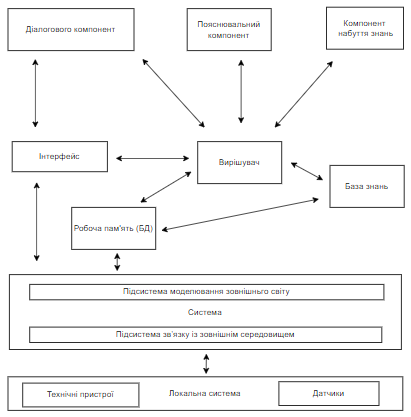 Діалогового компонент
Пояснювальний
компонент
Компонент
набуття знань
Інтерфейс
Вирішувач
База знань
Робоча пам'ять (БД)
Підсистема моделювання зовнішнього світу
Система
Підсистема зв'язку із зовнішнім середовищем
Технічні пристрої
Локальна система
Датчики